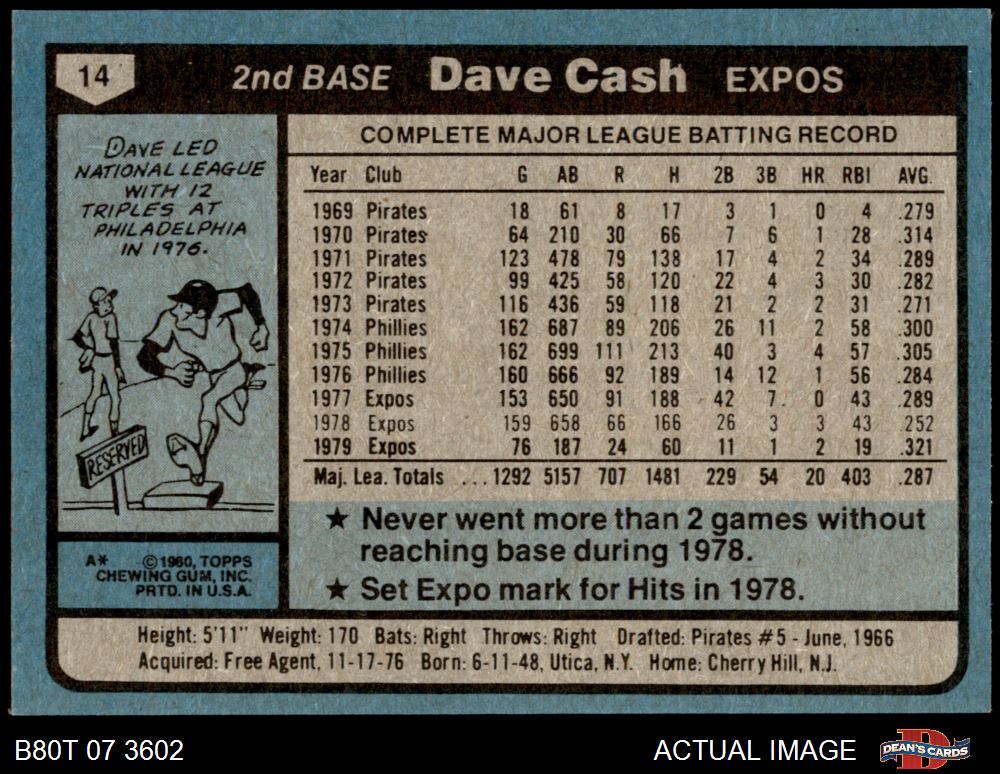 14
2nd BASE Dave Cash EXPOS
DAVE LED
NATIONAL LEAGUE
WITH 12
TRIPLES AT
PHILADELPHIA
IN 1976.
RESERVED
A* ©1980, TOPPS
CHEWING GUM, INC.
PRTD. IN U.S.A.
COMPLETE MAJOR LEAGUE BATTING RECORD
Year Club G AB R H 2B 3B HR RBI AVG.
1969 Pirates 18 61 8 17 3 1 0 4 .279
1970 Pirates 64 210 30 66 7 6 1 28 .314
1971 Pirates 123 478 79 138 17 4 2 34 .289
1972 Pirates 99 425 58 120 22 4 3 30 .282
1973 Pirates 116 436 59 118 21 2 2 31 .271
1974 Phillies 162 687 89 206 26 11 2 58 .300
1975 Phillies 162 699 111 213 40 3 4 57 .305
1976 Phillies 160 666 92 189 14 12 1 56 .284
1977 Expos 153 650 91 188 42 7 0 43 .289
1978 Expos 159 658 66 166 26 3 3 43 .252
1979 Expos 76 187 24 60 11 1 2 19 .321
Maj. Lea. Totals ...1292 5157 707 1481 229 54 20 403 .287
★ Never went more than 2 games without
reaching base during 1978.
★ Set Expo mark for Hits in 1978.
Height: 5'11" Weight: 170 Bats: Right Throws: Right Drafted: Pirates #5 - June, 1966
Acquired: Free Agent, 11-17-76 Born: 6-11-48, Utica, N.Y. Home: Cherry Hill, N.J.
B80T 07 3602
ACTUAL IMAGE
DEAN'S CARDS